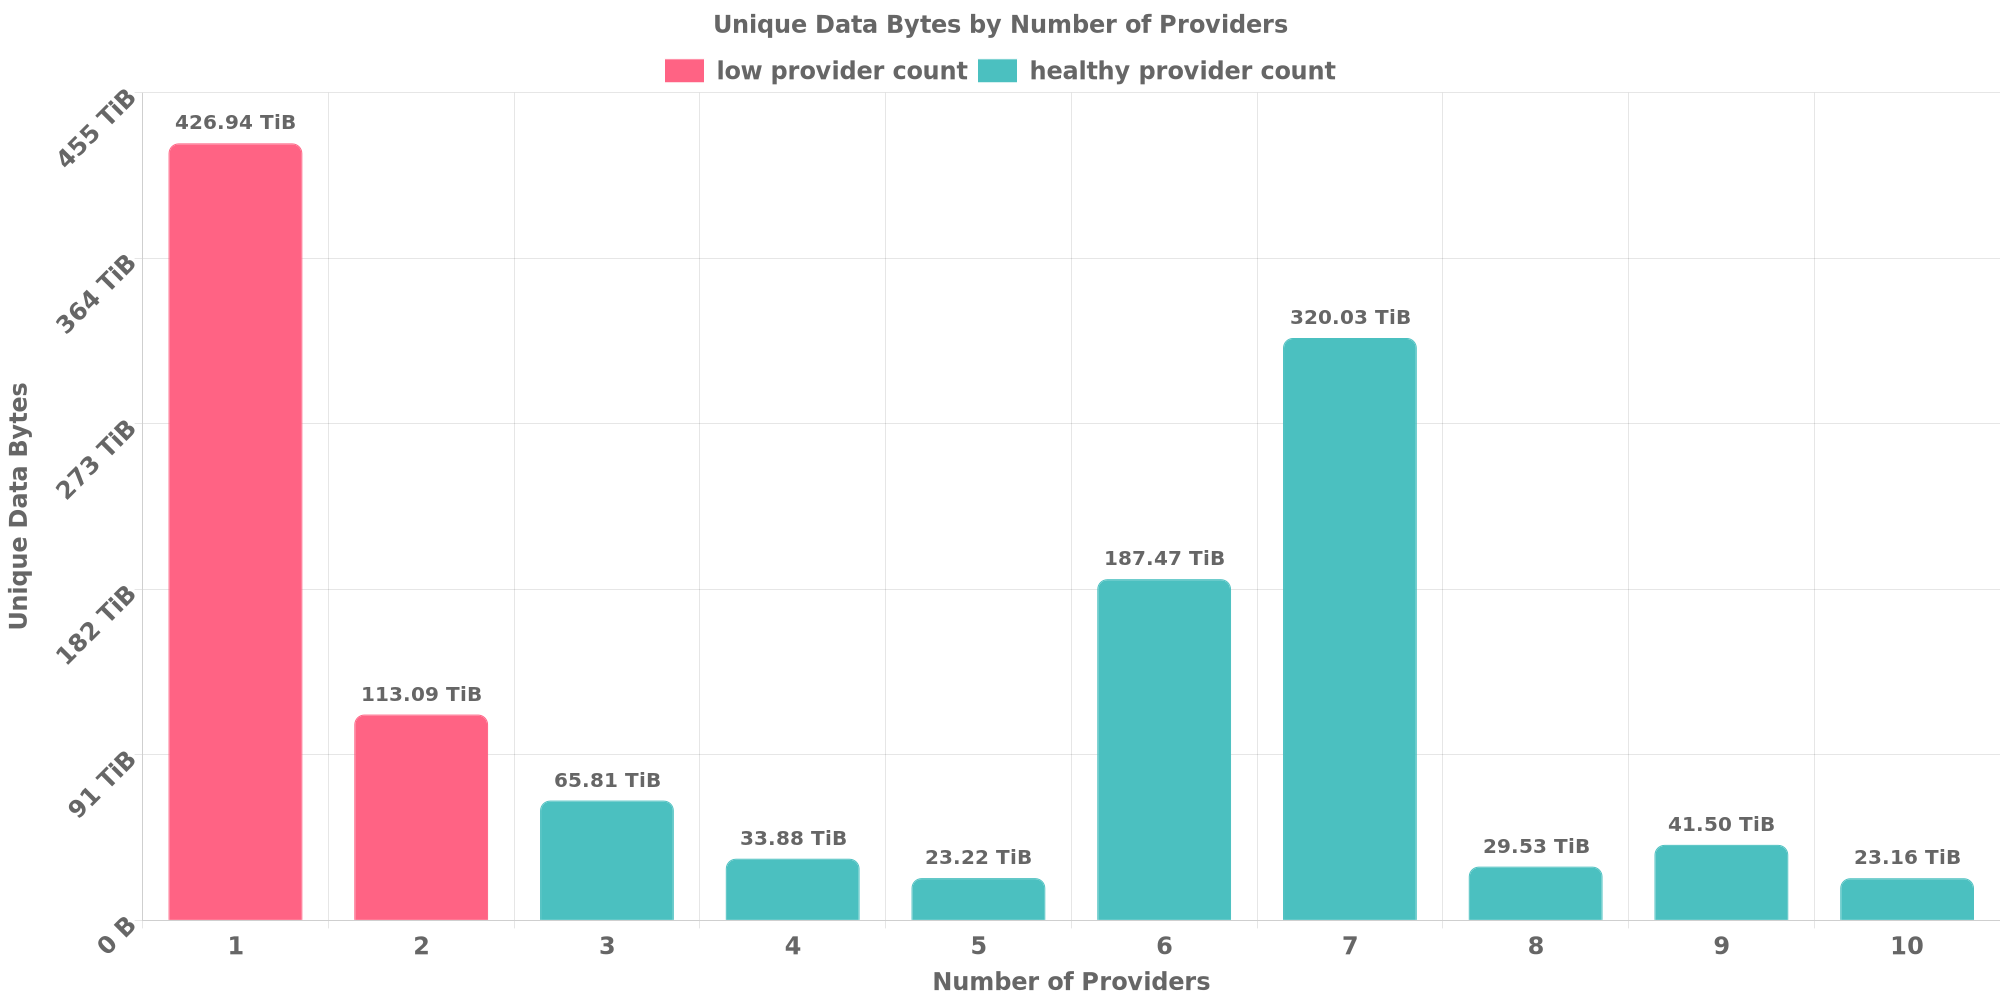 Unique Data Bytes by Number of Providers
low provider count
healthy provider count
455 TiB
364 TiB
273 TiB
182 TiB
91 TiB
0 B
Unique Data Bytes
426.94 TiB
113.09 TiB
65.81 TiB
33.88 TiB
23.22 TiB
187.47 TiB
320.03 TiB
29.53 TiB
41.50 TiB
23.16 TiB
1 2 3 4 5 6 7 8 9 10
Number of Providers